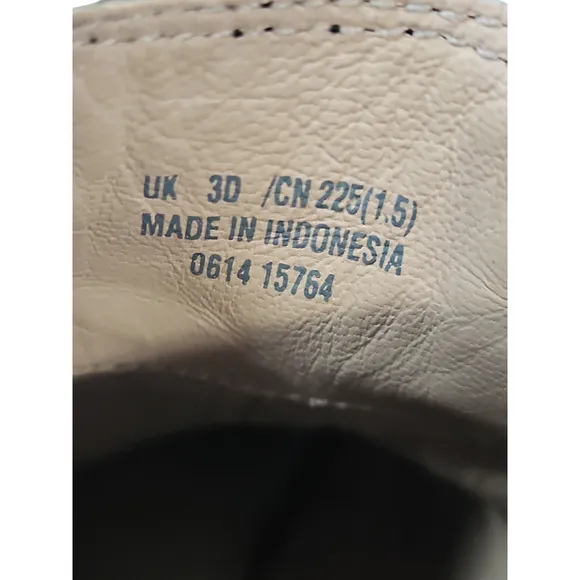 UK 3D /CN 225(1.5)
MADE IN INDONESIA
0614 15764